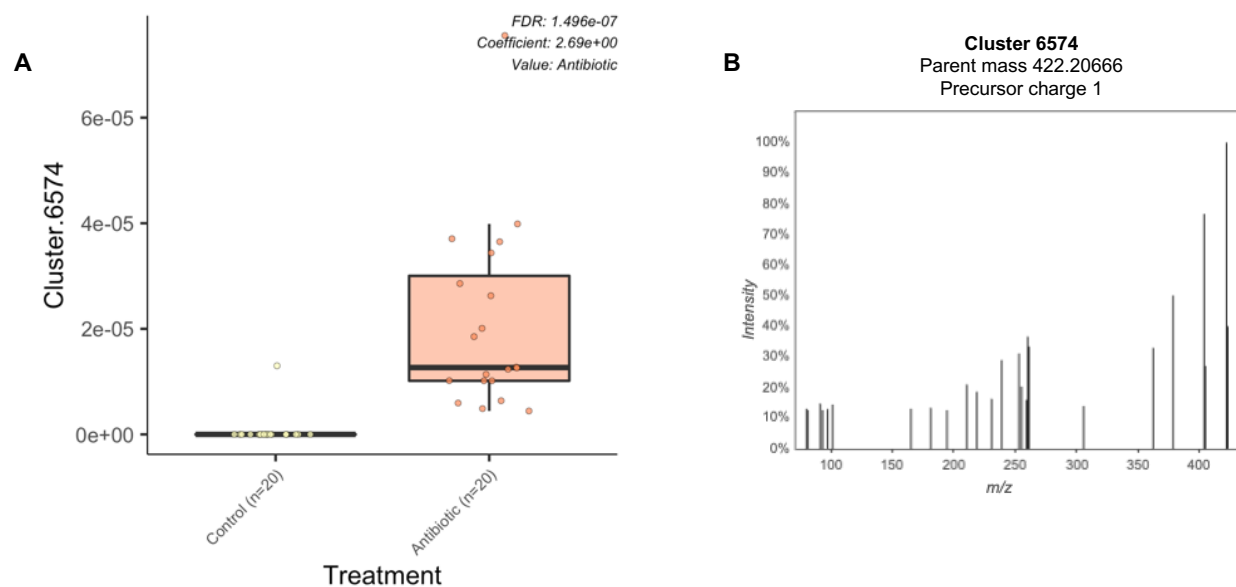 A
FDR: 1.496e-07
Coefficient: 2.69e+00
Value: Antibiotic
6e-05
4e-05
2e-05
0e+00
Cluster.6574
Control (n=20)
Antibiotic (n=20)
Treatment
B
Cluster 6574
Parent mass 422.20666
Precursor charge 1
100%
90%
80%
70%
60%
50%
40%
30%
20%
10%
0%
Intensity
100
150
200
250
300
350
400
m/z